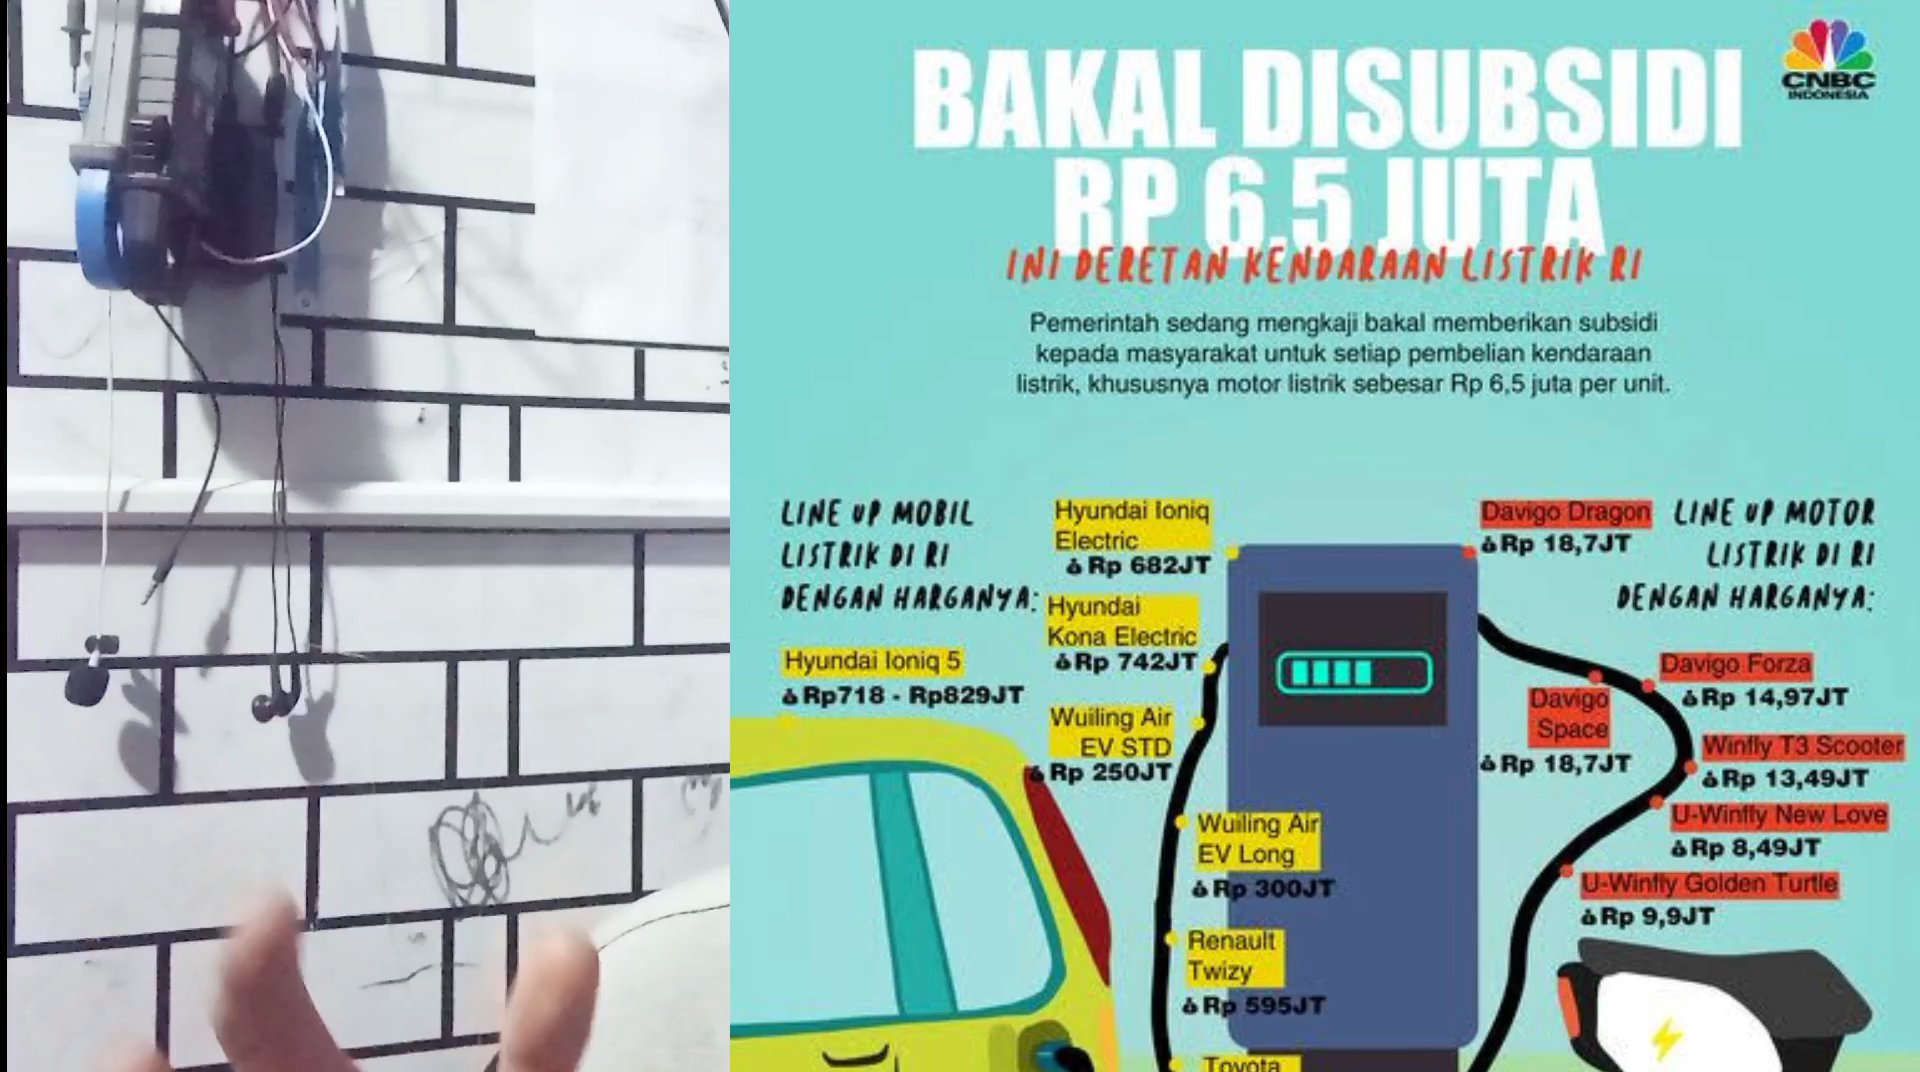 BAKAL DISUBSIDI
RP 6,5 JUTA
CNBC
INDONESIA
INI DERETAN KENDARAAN LISTRIK RI
Pemerintah sedang mengkaji bakal memberikan subsidi
kepada masyarakat untuk setiap pembelian kendaraan
listrik, khususnya motor listrik sebesar Rp 6,5 juta per unit.
LINE UP MOBIL
LISTRIK DI RI
DENGAN HARGANYA:
Hyundai Ioniq 5
Rp718 - Rp829JT
Hyundai Ioniq
Electric
Rp 682JT
Hyundai
Kona Electric
Rp 742JT
Wuiling Air
EV STD
Rp 250JT
Wuiling Air
EV Long
Rp 300JT
Renault
Twizy
Rp 595JT
Toyota
LINE UP MOTOR
LISTRIK DI RI
DENGAN HARGANYA:
Davigo Dragon
Rp 18,7JT
Davigo Forza
Rp 14,97JT
Davigo
Space
Rp 18,7JT
Winfly T3 Scooter
Rp 13,49JT
U-Winfly New Love
Rp 8,49JT
U-Winfly Golden Turtle
Rp 9,9JT